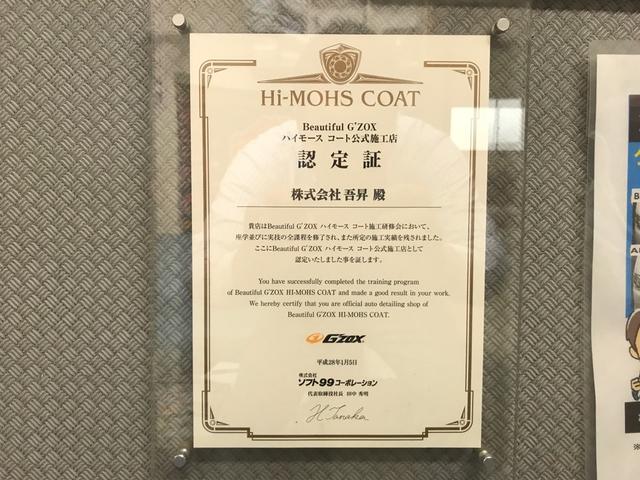 Hi-MOHS COAT
Beautiful G'ZOX
ハイモース コート公式施工店
認定証
株式会社 吾昇 殿
貴店はBeautiful G'ZOX ハイモース コート施工研修会において、
座学並びに実技の全課程を修了され、また所定の施工実績を残されました。
ここにBeautiful G'ZOX ハイモース コート公式施工店として
認定いたしました事を証します。
You have successfully completed the training program
of Beautiful G'ZOX HI-MOHS COAT and made a good result in your work.
We hereby certify that you are official auto detailing shop of
Beautiful G'ZOX HI-MOHS COAT.
G'ZOX
平成28年1月5日
株式会社
ソフト99コーポレーション
代表取締役社長 田中 秀明
H Tanaka